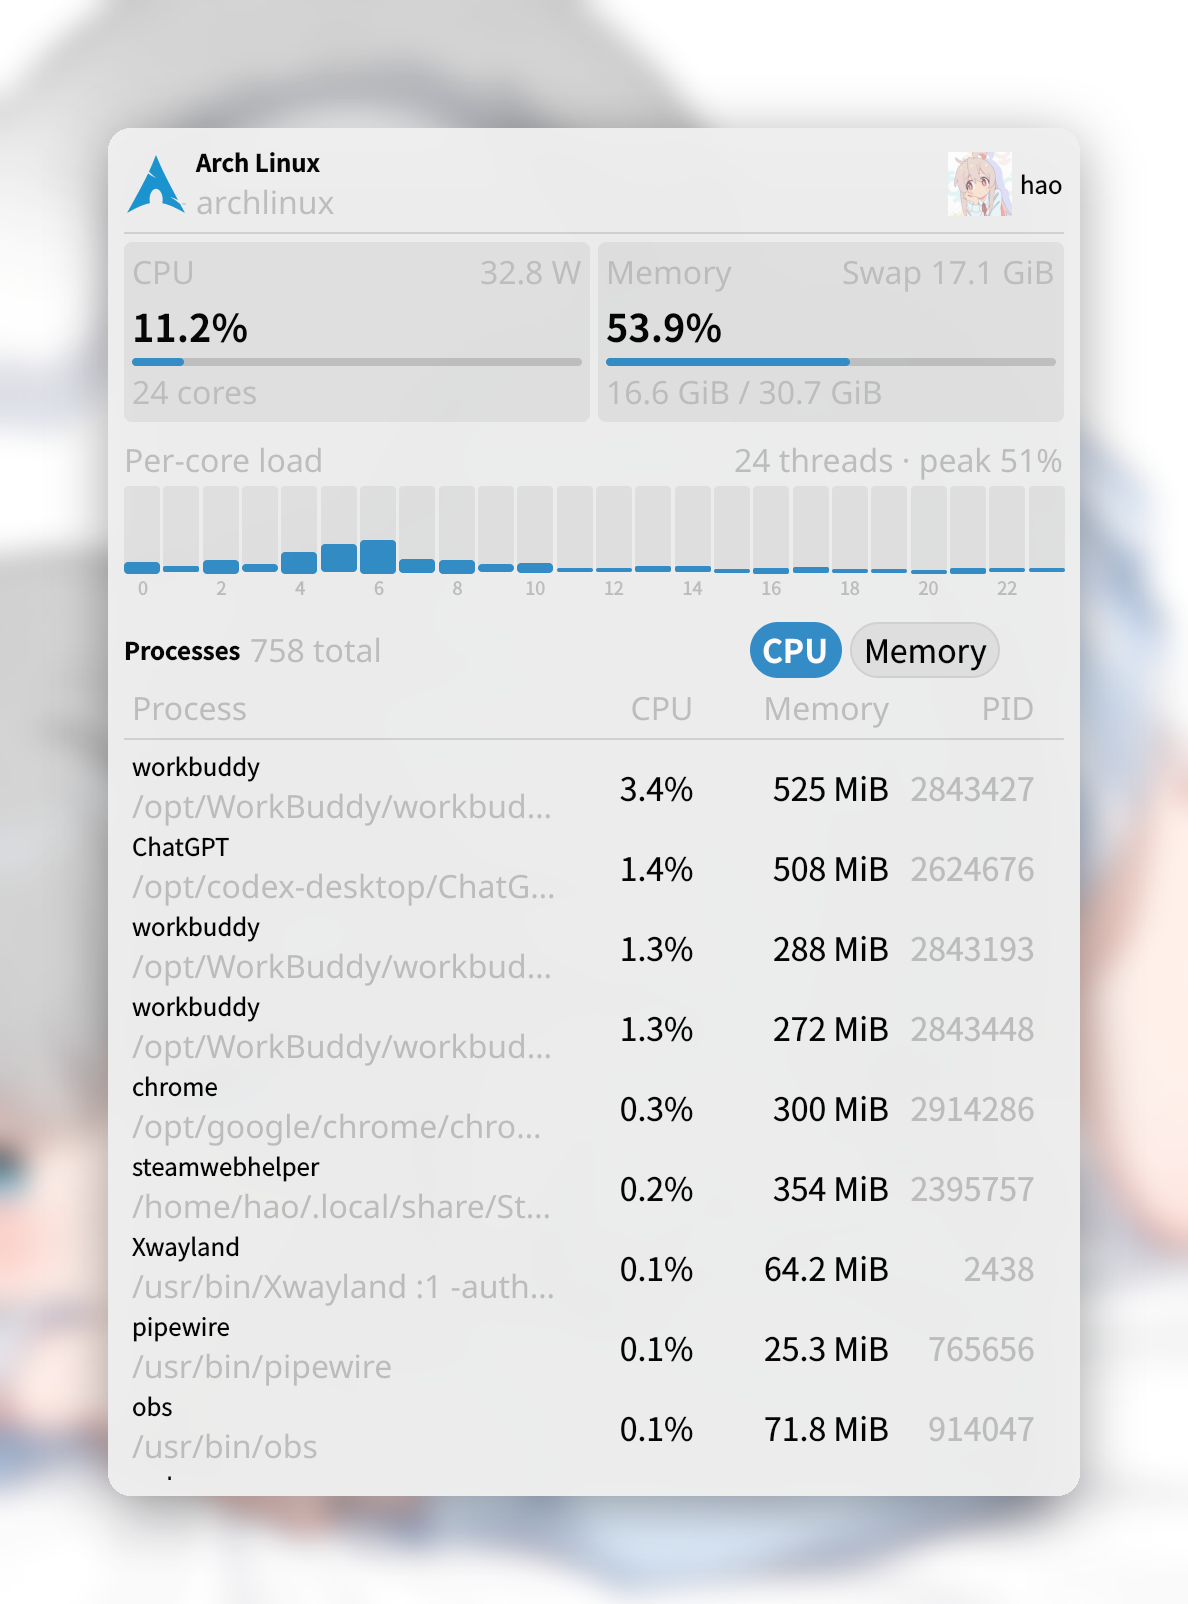 Arch Linux
archlinux
hao
CPU 32.8 W
11.2%
24 cores
Memory Swap 17.1 GiB
53.9%
16.6 GiB / 30.7 GiB
Per-core load 24 threads · peak 51%
0 2 4 6 8 10 12 14 16 18 20 22
Processes 758 total CPU Memory
Process CPU Memory PID
workbuddy
/opt/WorkBuddy/workbud... 3.4% 525 MiB 2843427
ChatGPT
/opt/codex-desktop/ChatG... 1.4% 508 MiB 2624676
workbuddy
/opt/WorkBuddy/workbud... 1.3% 288 MiB 2843193
workbuddy
/opt/WorkBuddy/workbud... 1.3% 272 MiB 2843448
chrome
/opt/google/chrome/chro... 0.3% 300 MiB 2914286
steamwebhelper
/home/hao/.local/share/St... 0.2% 354 MiB 2395757
Xwayland
/usr/bin/Xwayland :1 -auth... 0.1% 64.2 MiB 2438
pipewire
/usr/bin/pipewire 0.1% 25.3 MiB 765656
obs
/usr/bin/obs 0.1% 71.8 MiB 914047